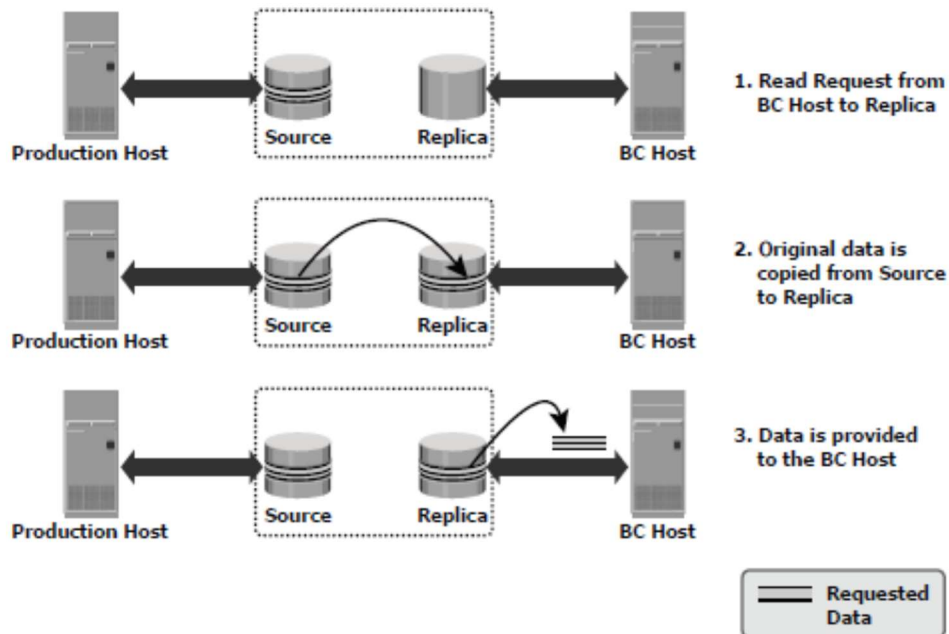 1. Read Request from
BC Host to Replica
Source
Replica
Production Host
BC Host
2. Original data is
copied from Source
to Replica
Source
Replica
Production Host
BC Host
3. Data is provided
to the BC Host
Source
Replica
Production Host
BC Host
Requested
Data